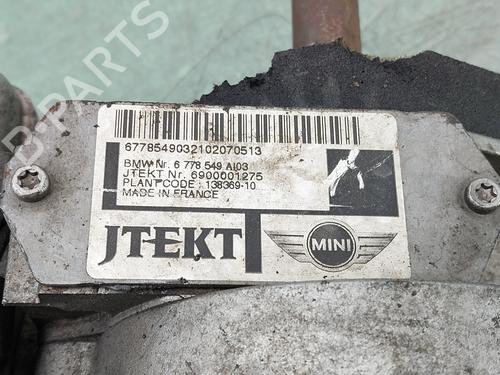 B-PARTS
6778549032102070513
BMW Nr. 6 778 549 AI03
JTEKT Nr. 6900001275
PLANT CODE : 138369-10
MADE IN FRANCE
JTEKT
MINI